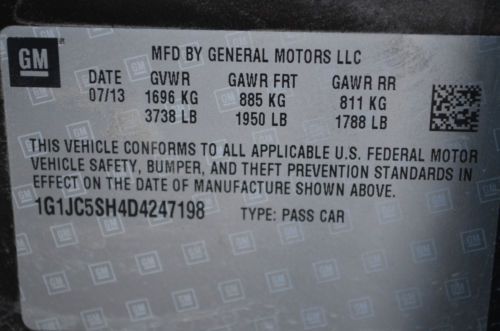 GM MFD BY GENERAL MOTORS LLC
DATE GVWR GAWR FRT GAWR RR
07/13 1696 KG 885 KG 811 KG
3738 LB 1950 LB 1788 LB
THIS VEHICLE CONFORMS TO ALL APPLICABLE U.S. FEDERAL MOTOR
VEHICLE SAFETY, BUMPER, AND THEFT PREVENTION STANDARDS IN
EFFECT ON THE DATE OF MANUFACTURE SHOWN ABOVE.
1G1JC5SH4D4247198 TYPE: PASS CAR